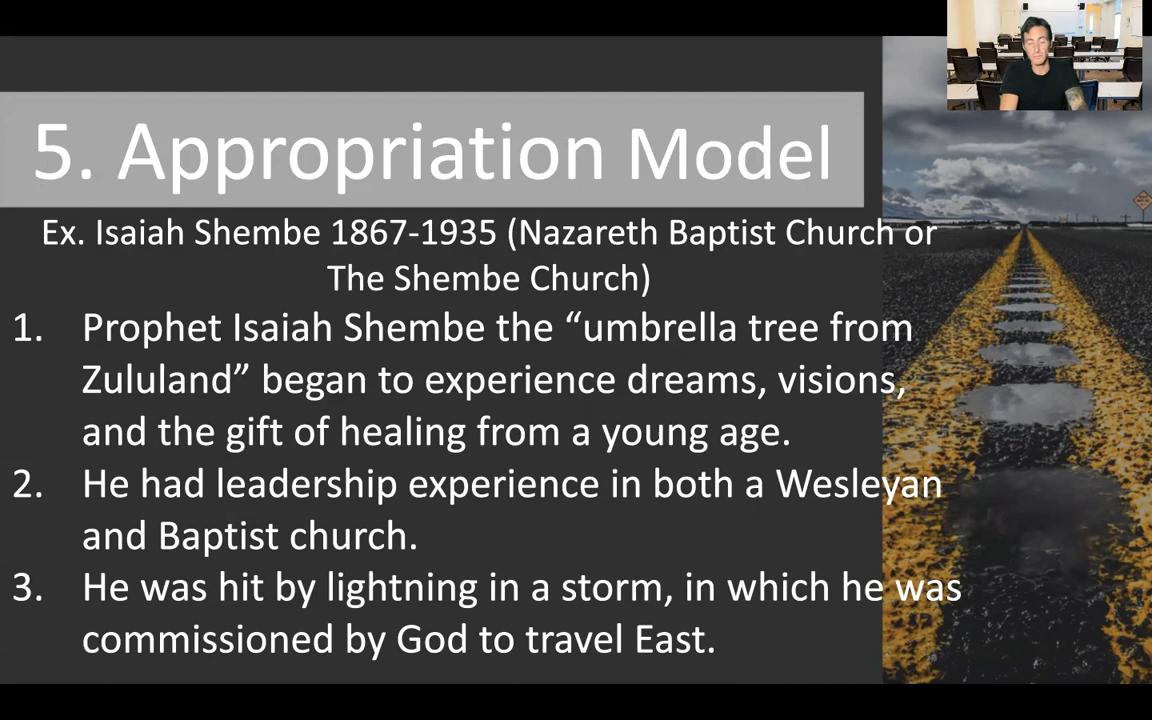 5. Appropriation Model
Ex. Isaiah Shembe 1867-1935 (Nazareth Baptist Church or
The Shembe Church)
1. Prophet Isaiah Shembe the “umbrella tree from
Zululand” began to experience dreams, visions,
and the gift of healing from a young age.
2. He had leadership experience in both a Wesleyan
and Baptist church.
3. He was hit by lightning in a storm, in which he was
commissioned by God to travel East.